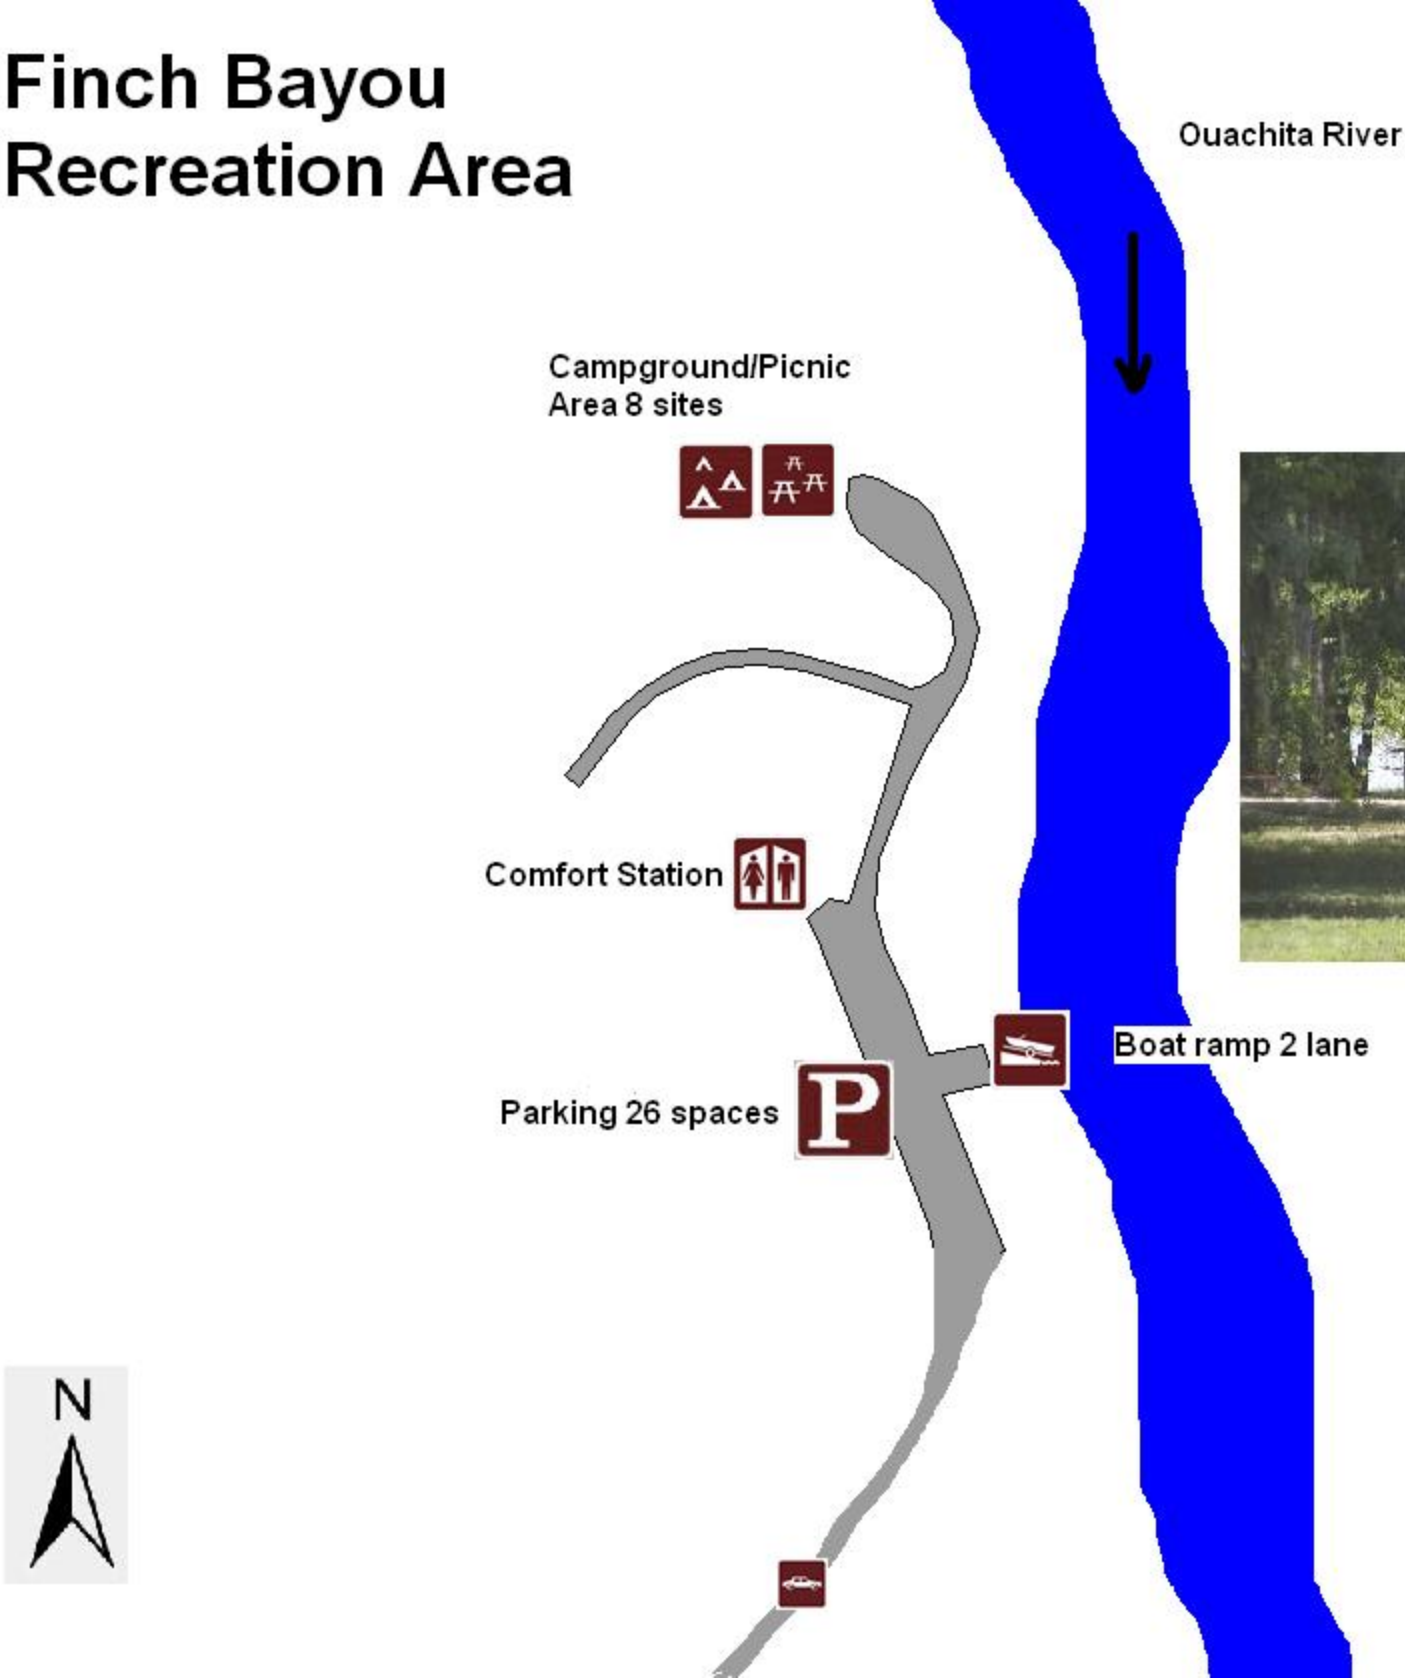 Finch Bayou
Recreation Area
Ouachita River
Campground/Picnic
Area 8 sites
Comfort Station
Boat ramp 2 lane
Parking 26 spaces
P
N